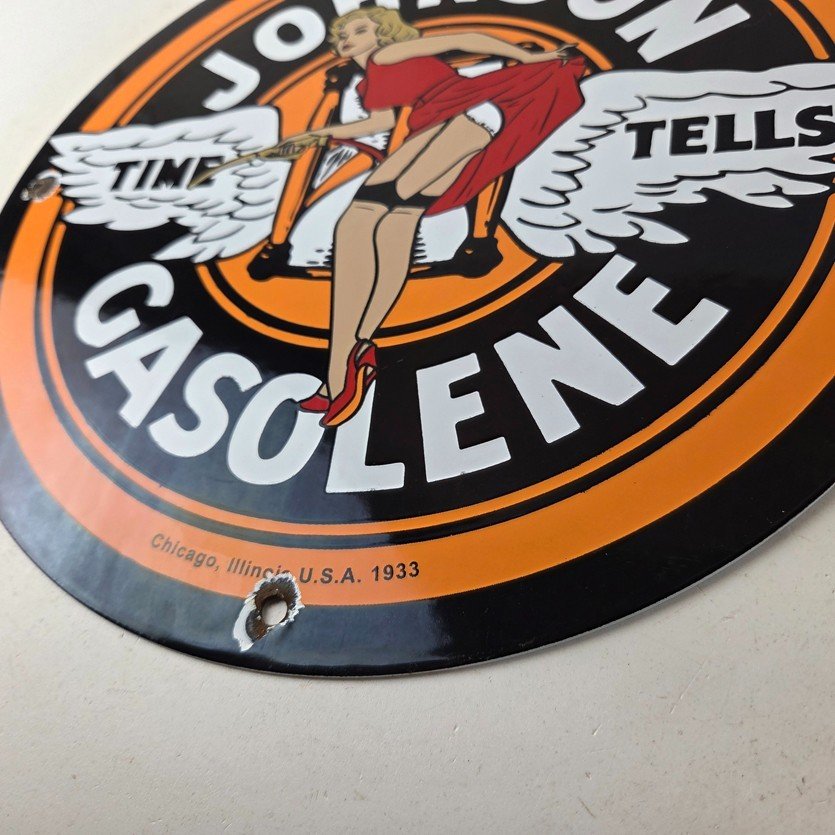 JOHNSON
TIME TELLS
GASOLENE
Chicago, Illinois U.S.A. 1933